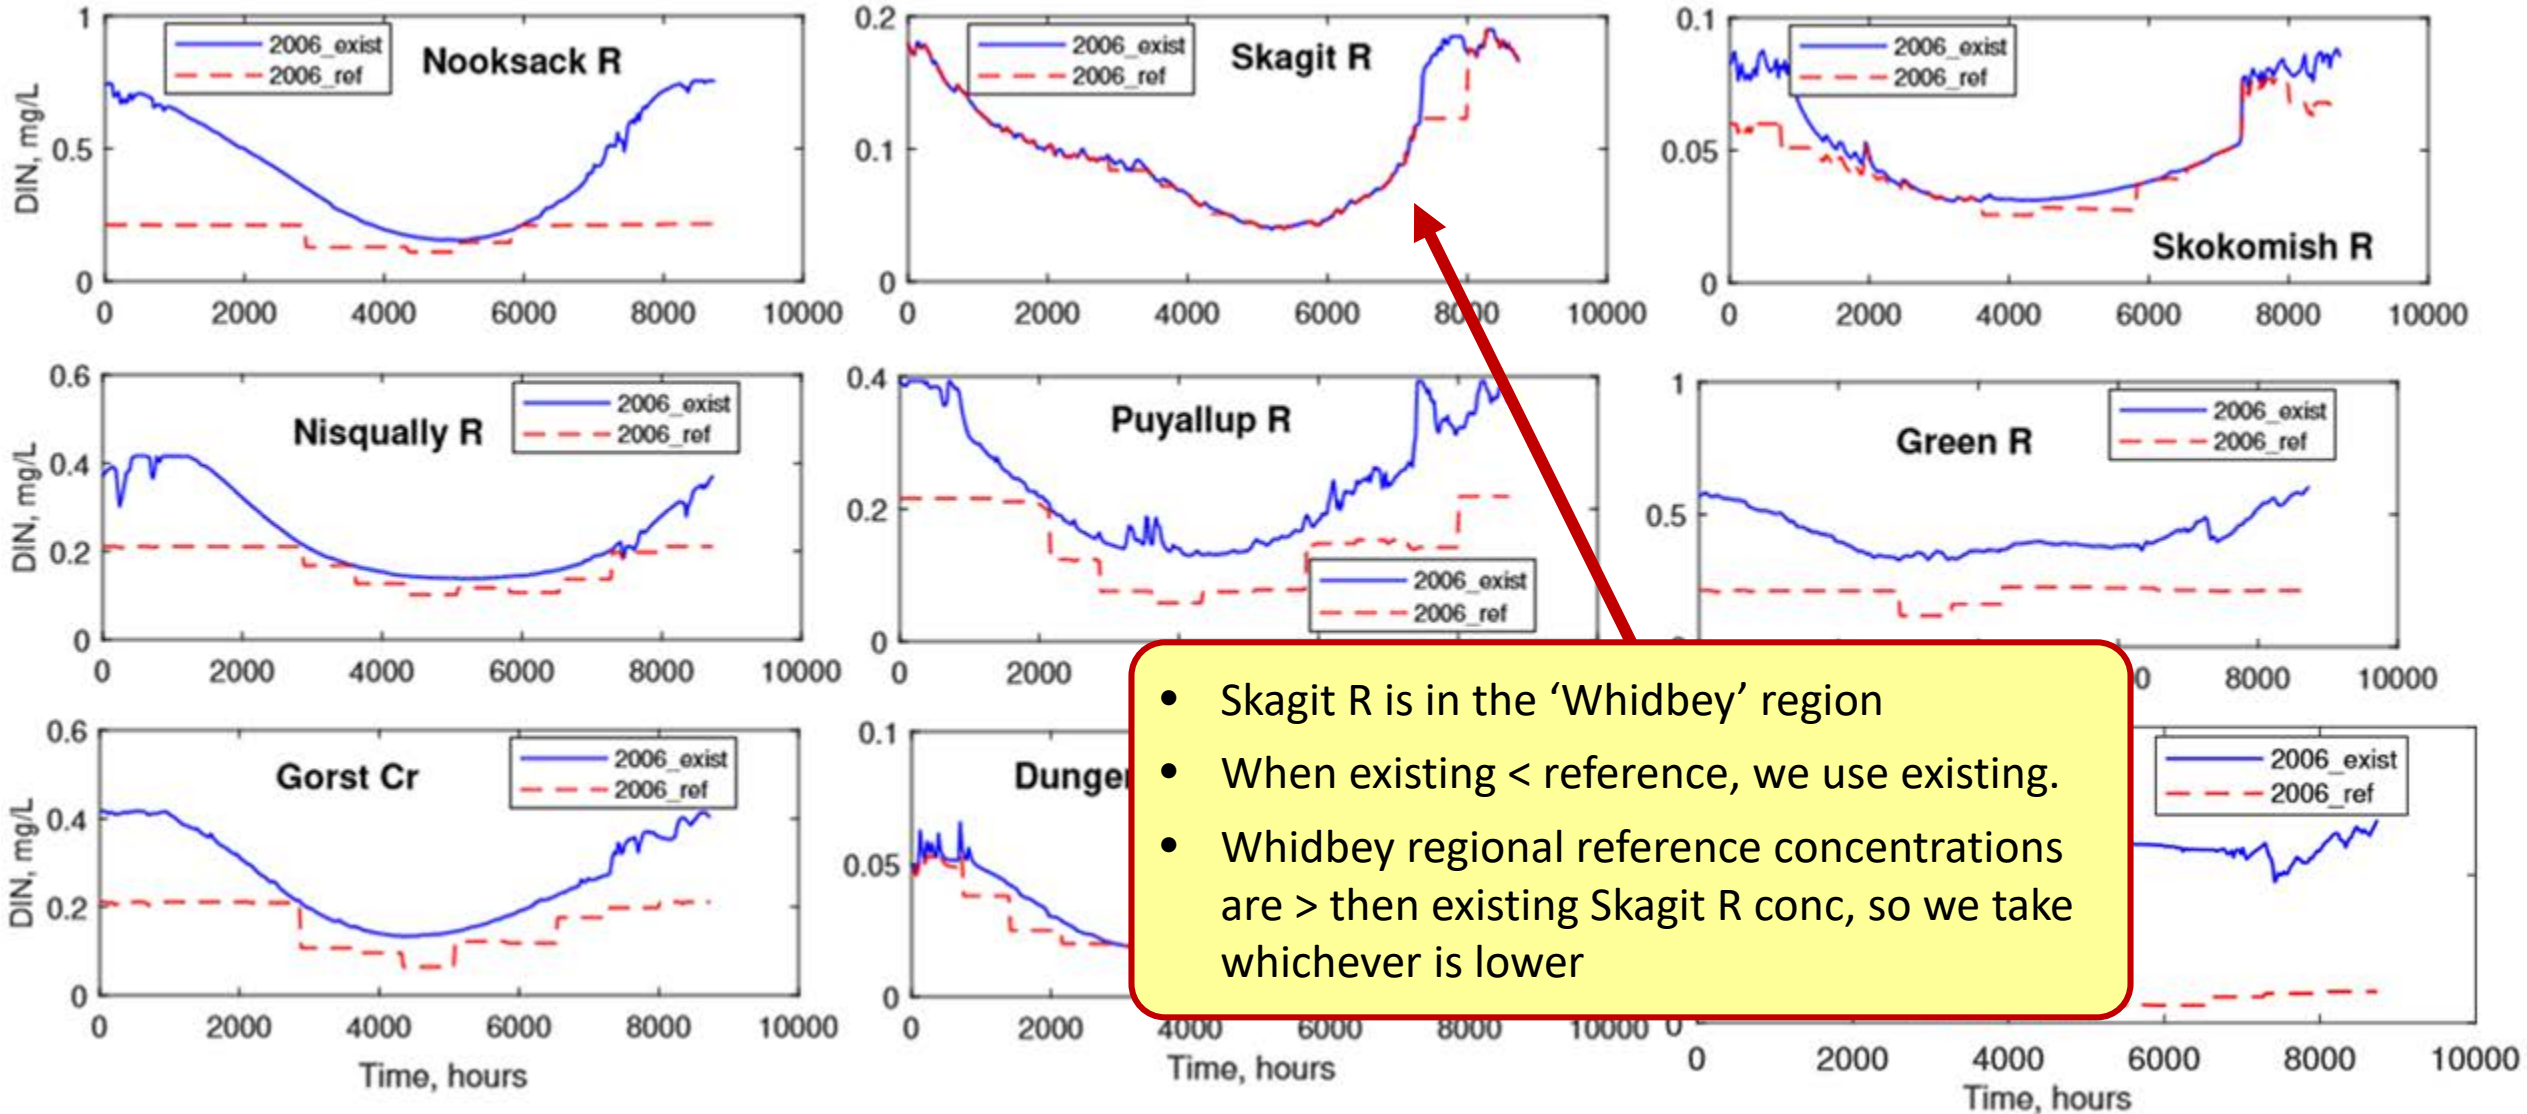 1
0.5
0
DIN, mg/L
2006_exist
2006_ref
Nooksack R
0 2000 4000 6000 8000 10000
0.2
0.1
0
2006_exist
2006_ref
Skagit R
0 2000 4000 6000 8000 10000
0.1
0.05
0
2006_exist
2006_ref
Skokomish R
0 2000 4000 6000 8000 10000
0.6
0.4
0.2
0
DIN, mg/L
Nisqually R
2006_exist
2006_ref
0 2000 4000 6000 8000 10000
0.4
0.2
0
Puyallup R
2006_exist
2006_ref
0 2000
1
0.5
Green R
2006_exist
2006_ref
0 8000 10000
0.6
0.4
0.2
0
DIN, mg/L
Gorst Cr
2006_exist
2006_ref
0 2000 4000 6000 8000 10000
Time, hours
0.1
0.05
0
Dunge
0 2000 4000 6000 8000 10000
Time, hours
2006_exist
2006_ref
0
0 2000 4000 6000 8000 10000
Time, hours
• Skagit R is in the ‘Whidbey’ region
• When existing < reference, we use existing.
• Whidbey regional reference concentrations
are > then existing Skagit R conc, so we take
whichever is lower